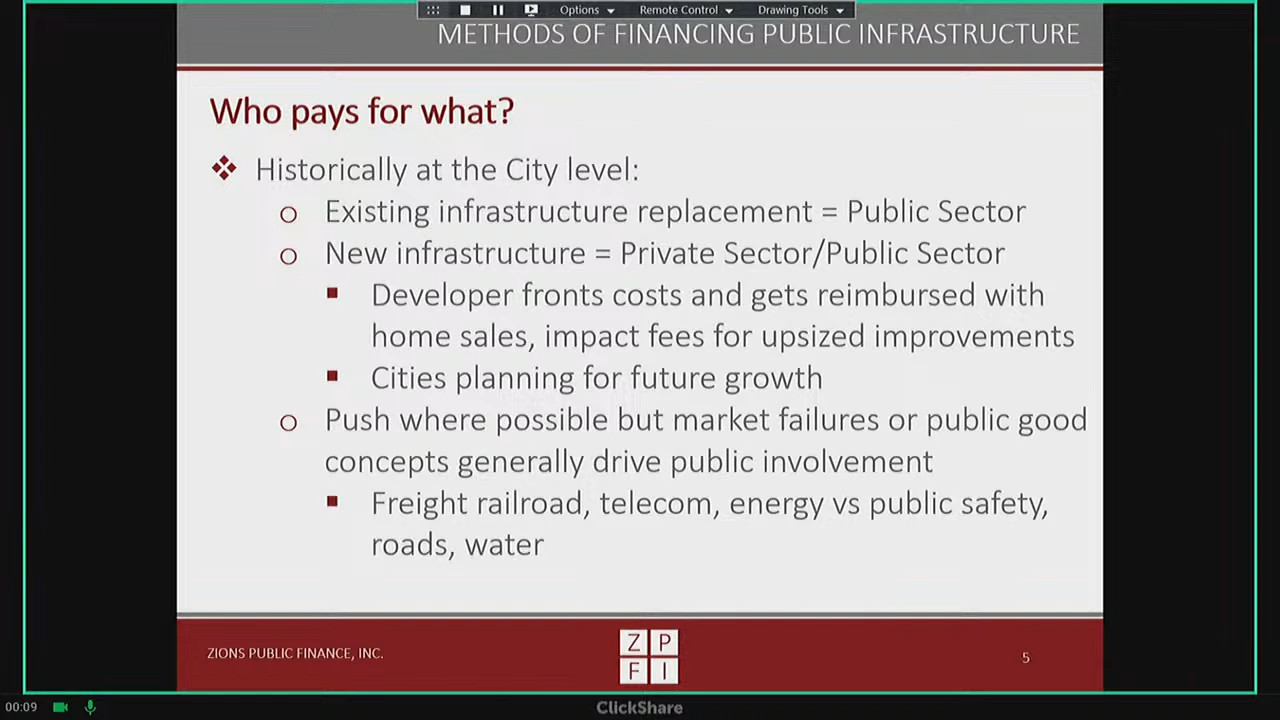 Options
Remote Control
Drawing Tools
METHODS OF FINANCING PUBLIC INFRASTRUCTURE
Who pays for what?
Historically at the City level:
Existing infrastructure replacement = Public Sector
New infrastructure = Private Sector/Public Sector
Developer fronts costs and gets reimbursed with
home sales, impact fees for upsized improvements
Cities planning for future growth
Push where possible but market failures or public good
concepts generally drive public involvement
Freight railroad, telecom, energy vs public safety,
roads, water
ZIONS PUBLIC FINANCE, INC.
Z P
F I
5
00:09
ClickShare